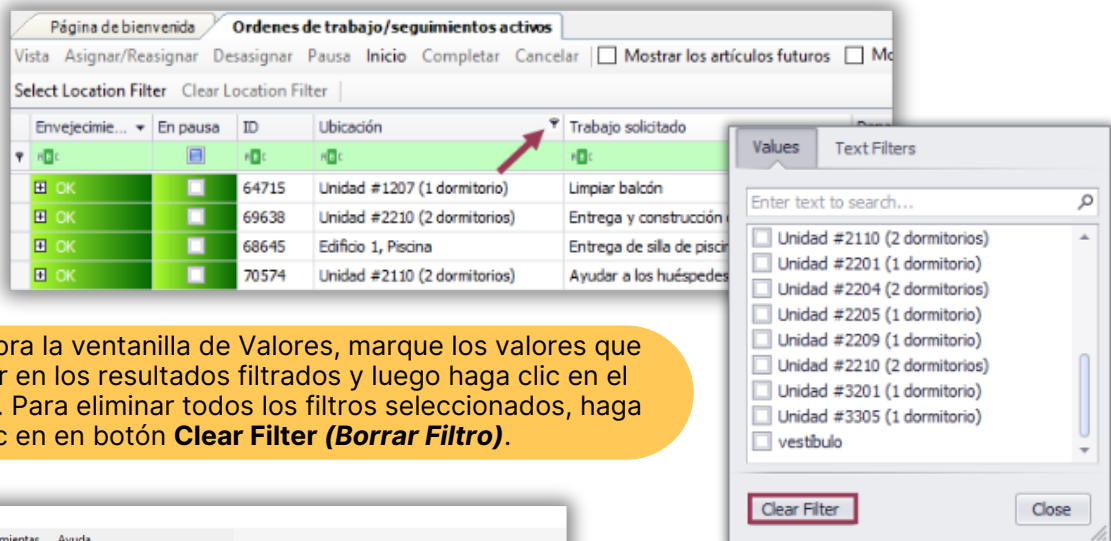 Página de bienvenida Ordenes de trabajo/seguimientos activos
Vista Asignar/Reasignar Desasignar Pausa Inicio Completar Cancelar Mostrar los artículos futuros
Select Location Filter Clear Location Filter
Envejecimie... En pausa ID Ubicación Trabajo solicitado
OK 64715 Unidad #1207 (1 dormitorio) Limpiar balcón
OK 69638 Unidad #2210 (2 dormitorios) Entrega y construcción
OK 68645 Edificio 1, Piscina Entrega de silla de
OK 70574 Unidad #2110 (2 dormitorios) Ayudar a los huéspedes
Values Text Filters
Enter text to search...
Unidad #2110 (2 dormitorios)
Unidad #2201 (1 dormitorio)
Unidad #2204 (2 dormitorios)
Unidad #2205 (1 dormitorio)
Unidad #2209 (1 dormitorio)
Unidad #2210 (2 dormitorios)
Unidad #3201 (1 dormitorio)
Unidad #3305 (1 dormitorio)
vestíbulo
Clear Filter Close
la ventanilla de Valores, marque los valores que
en los resultados filtrados y luego haga clic en el
. Para eliminar todos los filtros seleccionados, haga
en en botón Clear Filter (Borrar Filtro).
Ayuda